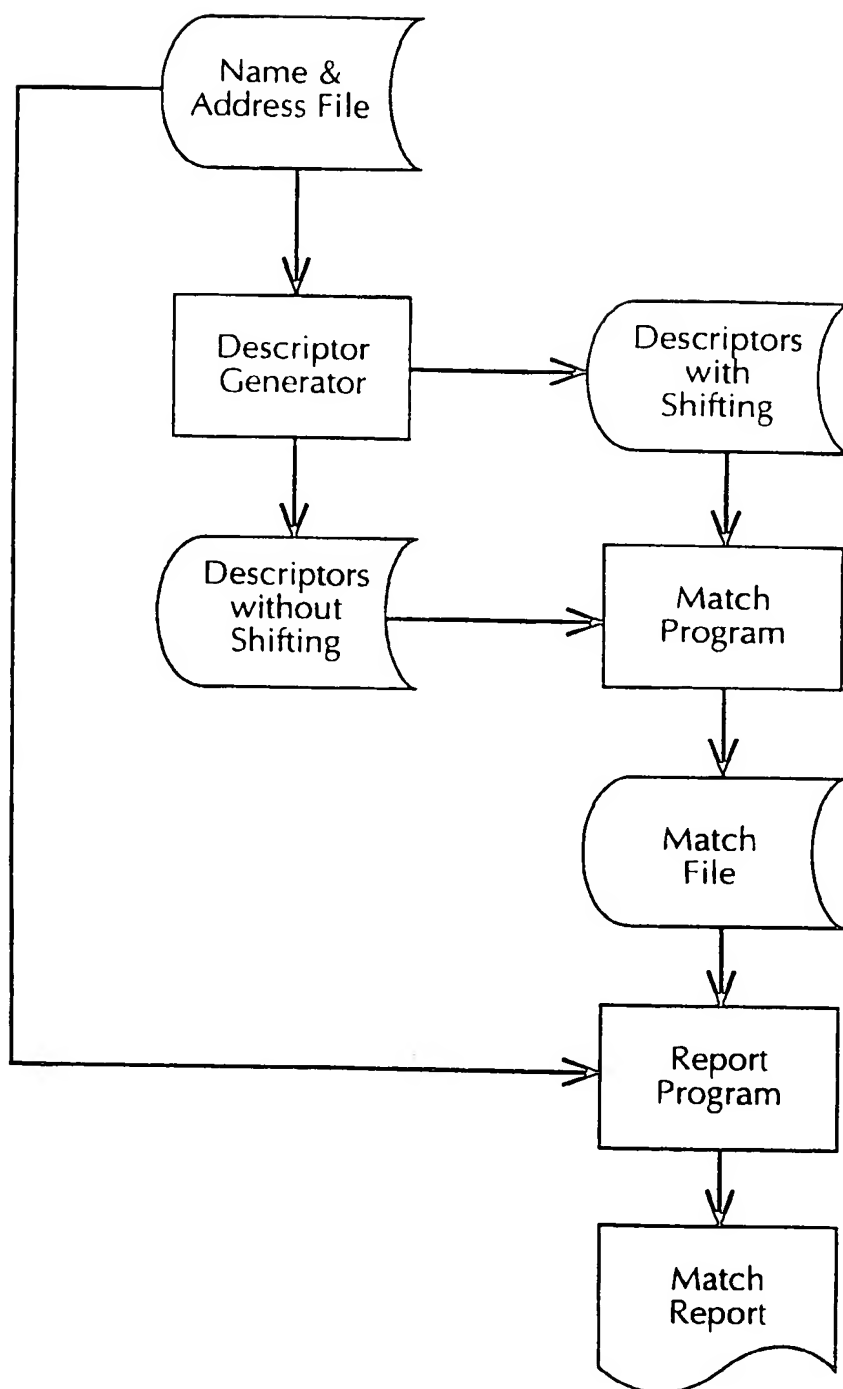 Name &
Address File
Descriptor
Generator
Descriptors
with
Shifting
Descriptors
without
Shifting
Match
Program
Match
File
Report
Program
Match
Report